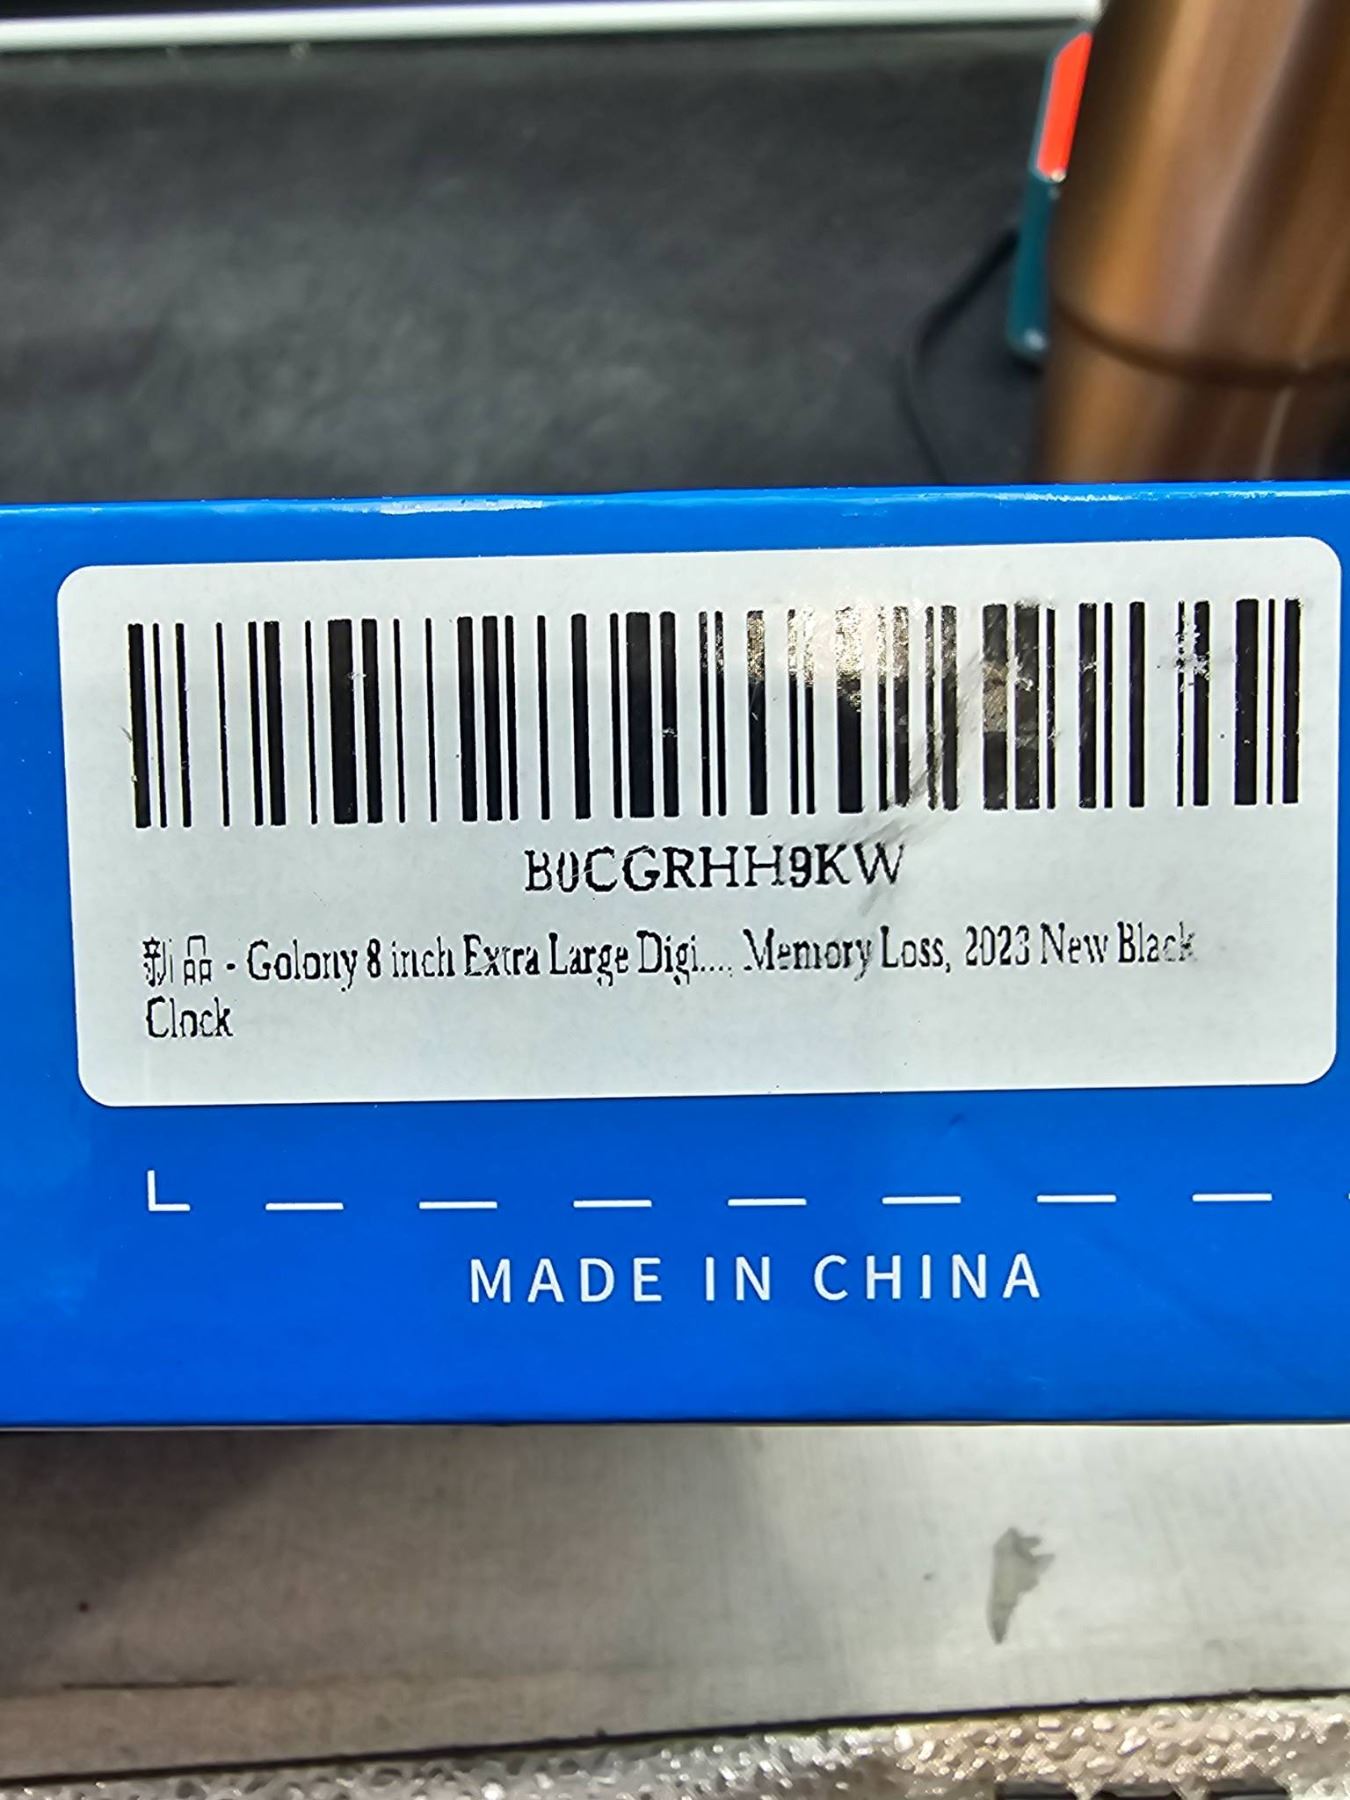 B0CGRHH9KW
新品 - Golony 8 inch Extra Large Digi..., Memory Loss, 2023 New Black
Clock
MADE IN CHINA